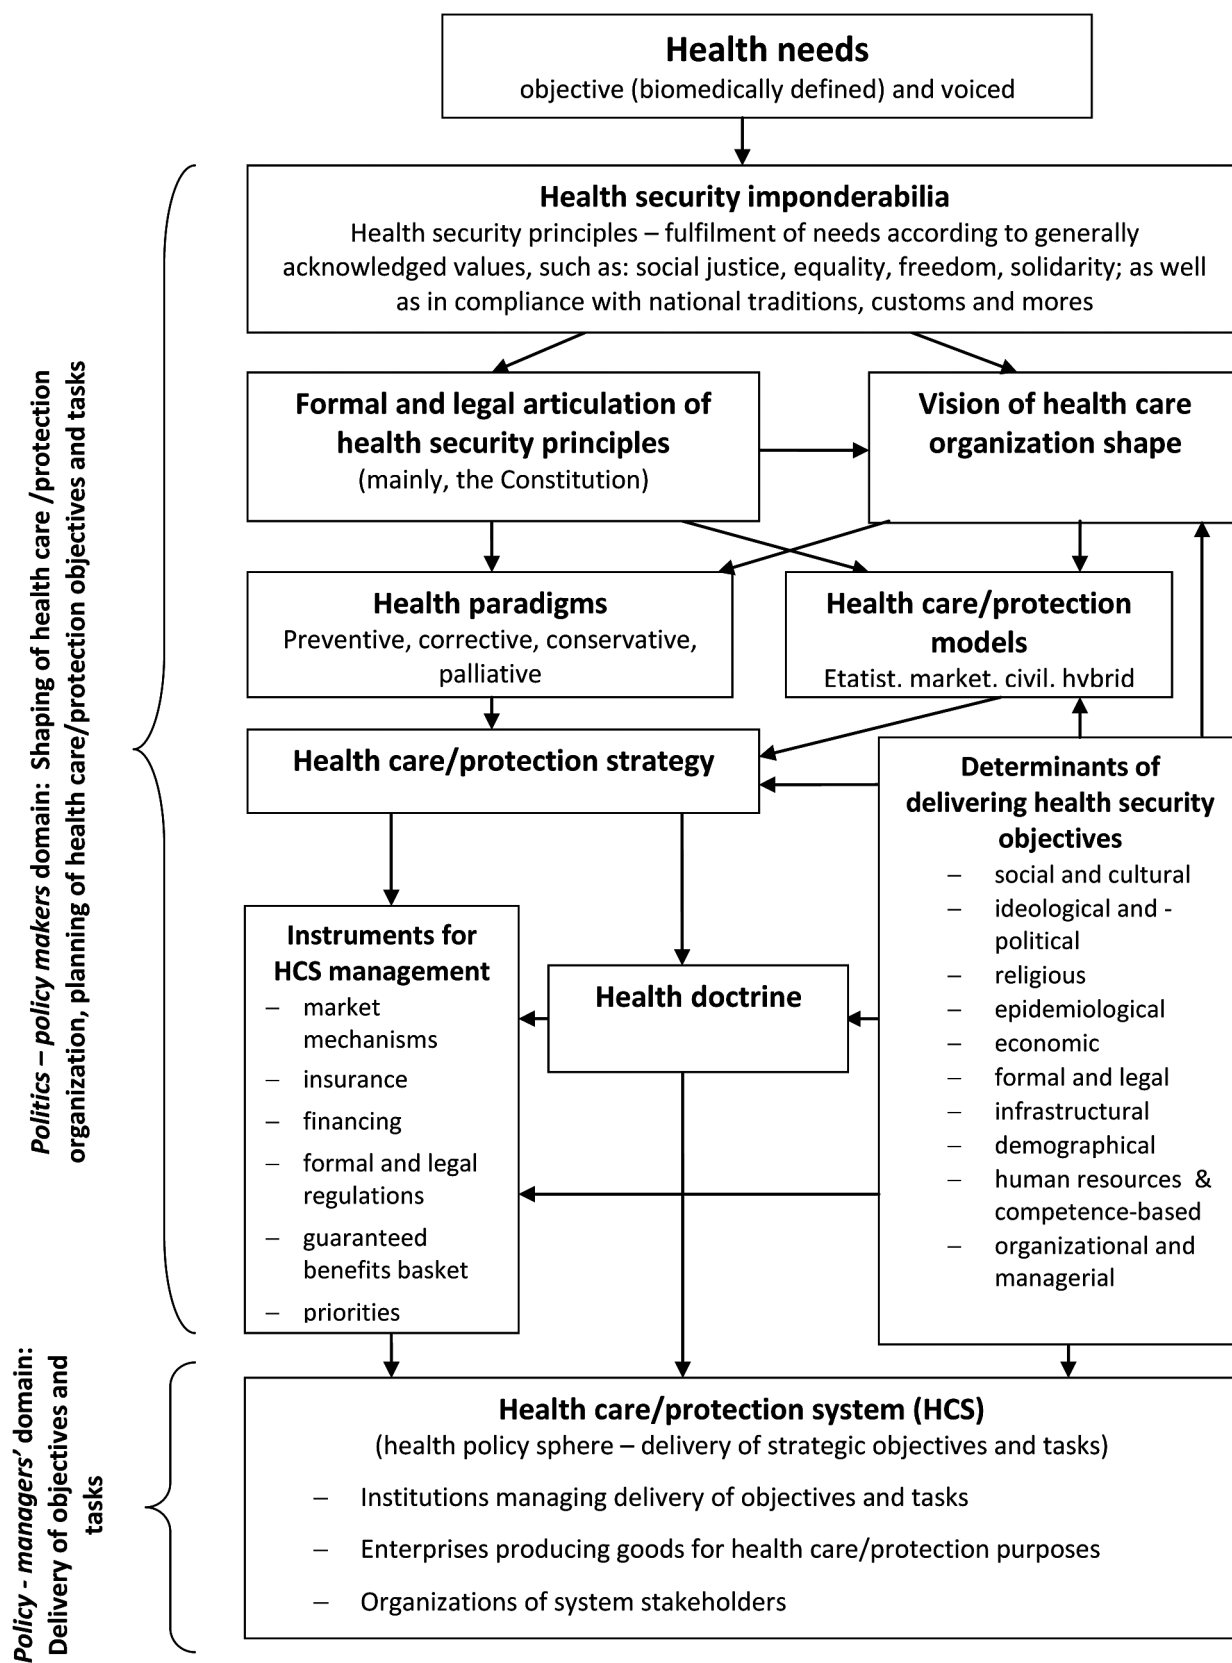 Health needs
objective (biomedically defined) and voiced
Health security imponderabilia
Health security principles – fulfilment of needs according to generally
acknowledged values, such as: social justice, equality, freedom, solidarity; as well
as in compliance with national traditions, customs and mores
Formal and legal articulation of
health security principles
(mainly, the Constitution)
Vision of health care
organization shape
Health paradigms
Preventive, corrective, conservative,
palliative
Health care/protection
models
Etatist. market. civil. hybrid
Health care/protection strategy
Determinants of
delivering health security
objectives
– social and cultural
– ideological and -
political
– religious
– epidemiological
– economic
– formal and legal
– infrastructural
– demographical
– human resources &
competence-based
– organizational and
managerial
Instruments for
HCS management
– market
mechanisms
– insurance
– financing
– formal and legal
regulations
– guaranteed
benefits basket
– priorities
Health doctrine
Health care/protection system (HCS)
(health policy sphere – delivery of strategic objectives and tasks)
– Institutions managing delivery of objectives and tasks
– Enterprises producing goods for health care/protection purposes
– Organizations of system stakeholders
Politics – policy makers domain: Shaping of health care /protection
organization, planning of health care/protection objectives and tasks
Policy - managers' domain:
Delivery of objectives and
tasks